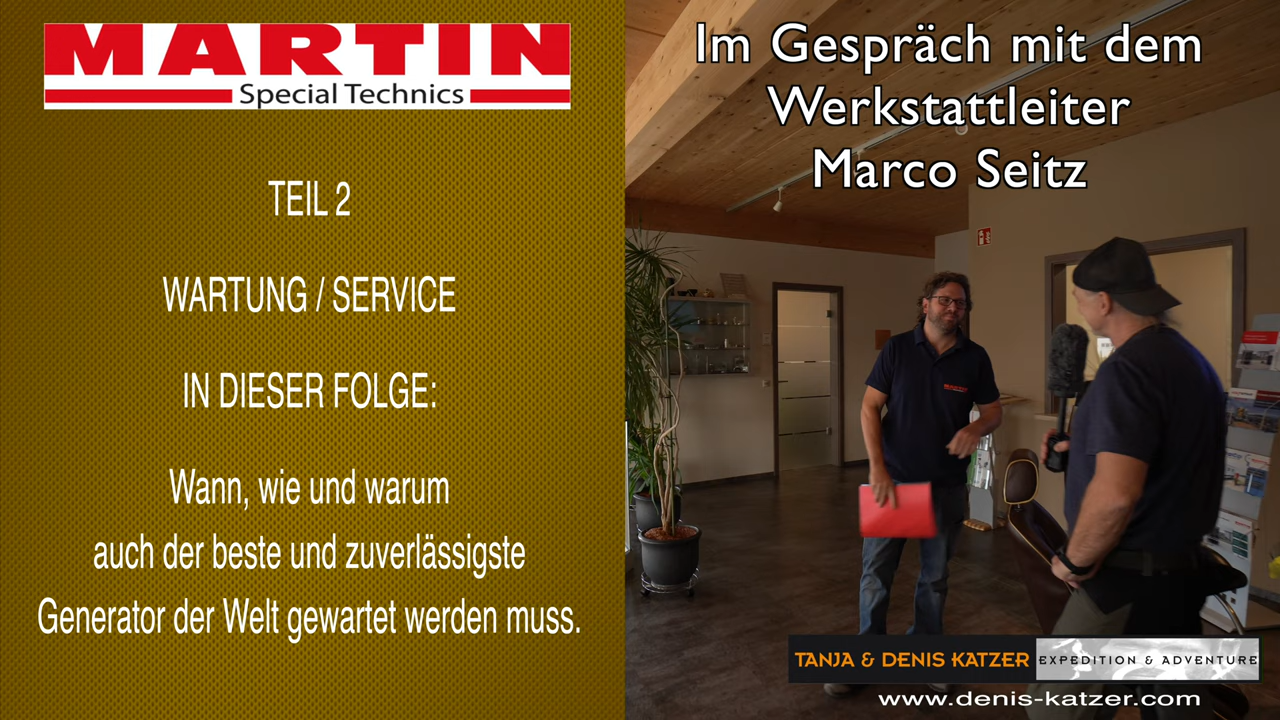 MARTIN
Special Technics
TEIL 2
WARTUNG / SERVICE
IN DIESER FOLGE:
Wann, wie und warum
auch der beste und zuverlässigste
Generator der Welt gewartet werden muss.
Im Gespräch mit dem
Werkstattleiter
Marco Seitz
TANJA & DENIS KATZER EXPEDITION & ADVENTURE
www.denis-katzer.com